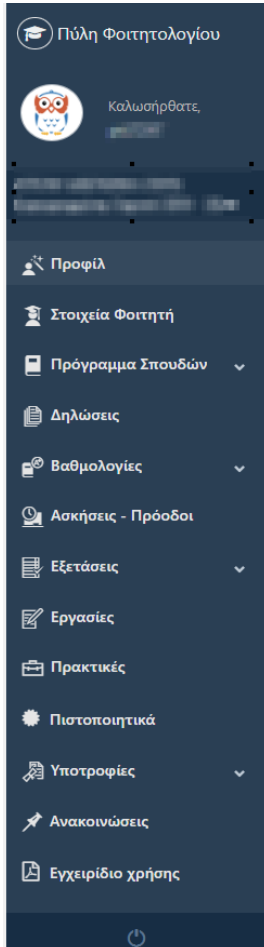 Πύλη Φοιτητολογίου
Καλωσήρθατε,
Προφίλ
Στοιχεία Φοιτητή
Πρόγραμμα Σπουδών
Δηλώσεις
Βαθμολογίες
Ασκήσεις - Πρόοδοι
Εξετάσεις
Εργασίες
Πρακτικές
Πιστοποιητικά
Υποτροφίες
Ανακοινώσεις
Εγχειρίδιο χρήσης